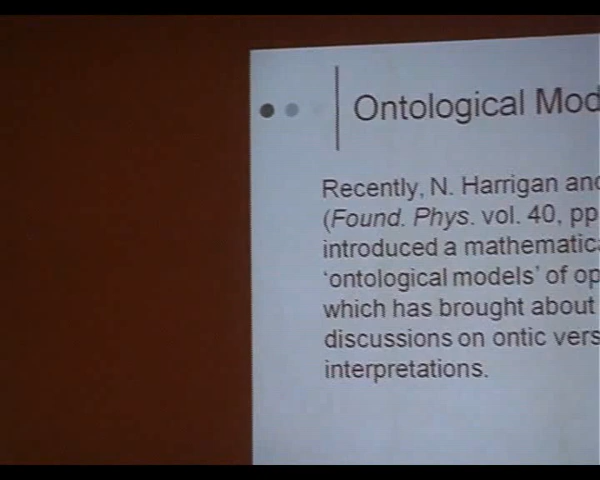 Ontological Mod
Recently, N. Harrigan and
(Found. Phys. vol. 40, pp
introduced a mathematica
‘ontological models’ of op
which has brought about
discussions on ontic vers
interpretations.